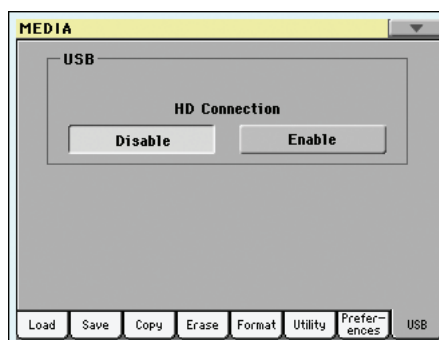 MEDIA
USB
HD Connection
Disable Enable
Load Save Copy Erase Format Utility Prefer-
ences USB